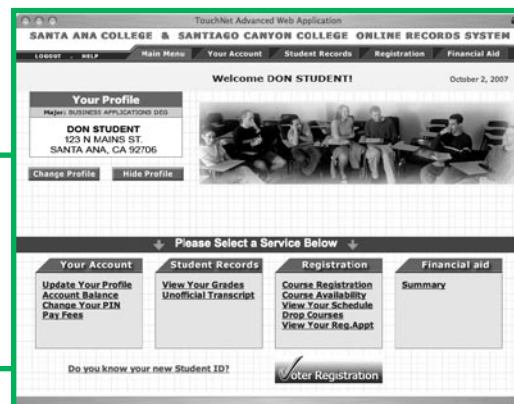 TouchNet Advanced Web Application
SANTA ANA COLLEGE & SANTIAGO CANYON COLLEGE ONLINE RECORDS SYSTEM
LOGOUT . HELP Main Menu Your Account Student Records Registration Financial Aid
Welcome DON STUDENT! October 2, 2007
Your Profile
Major: BUSINESS APPLICATIONS DEG
DON STUDENT
123 N MAINS ST.
SANTA ANA, CA 92706
Change Profile Hide Profile
Please Select a Service Below
Your Account
Update Your Profile
Account Balance
Change Your PIN
Pay Fees
Student Records
View Your Grades
Unofficial Transcript
Registration
Course Registration
Course Availability
View Your Schedule
Drop Courses
View Your Reg.Appt
Financial aid
Summary
Do you know your new Student ID?
Voter Registration